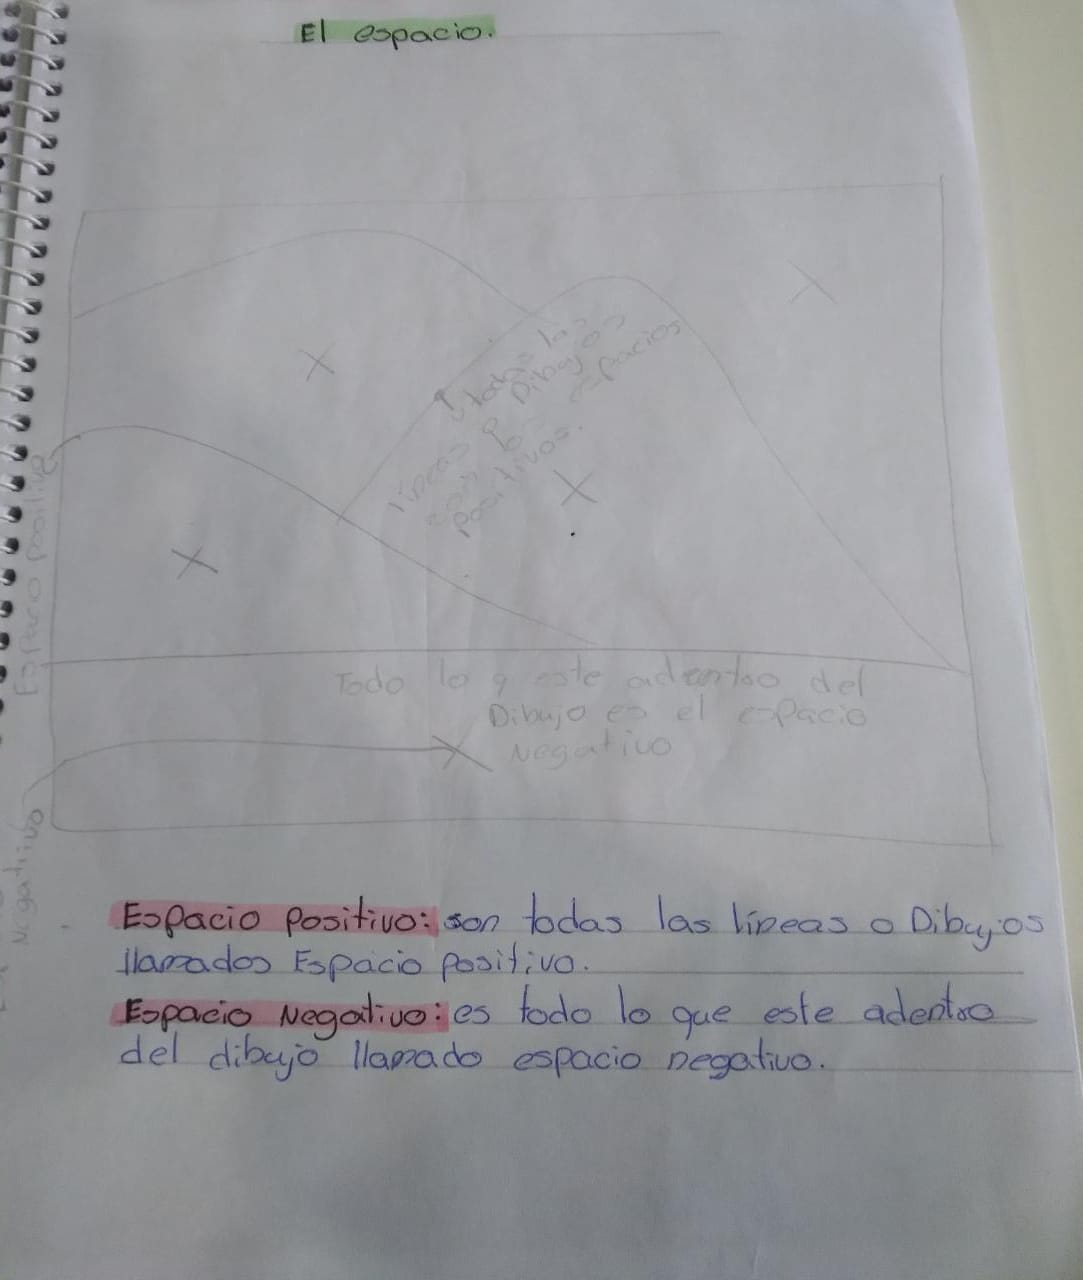 El espacio.
todas las
líneas o Dibujos
son los espacios
positivos.
Espacio positivo
Todo lo q este adentro del
Dibujo es el espacio
Negativo
Negativo
Espacio Positivo: son todas las líneas o Dibujos
llamados Espacio Positivo.
Espacio Negativo: es todo lo que este adentro
del dibujo llamado espacio negativo.